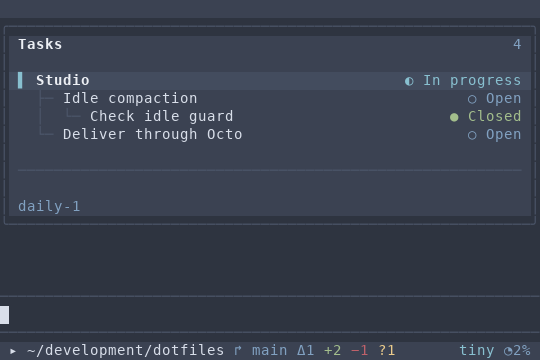 Tasks 4
Studio ◐ In progress
Idle compaction ○ Open
Check idle guard ● Closed
Deliver through Octo ○ Open
daily-1
▸ ~/development/dotfiles ↱ main Δ1 +2 −1 ?1 tiny ◔2%